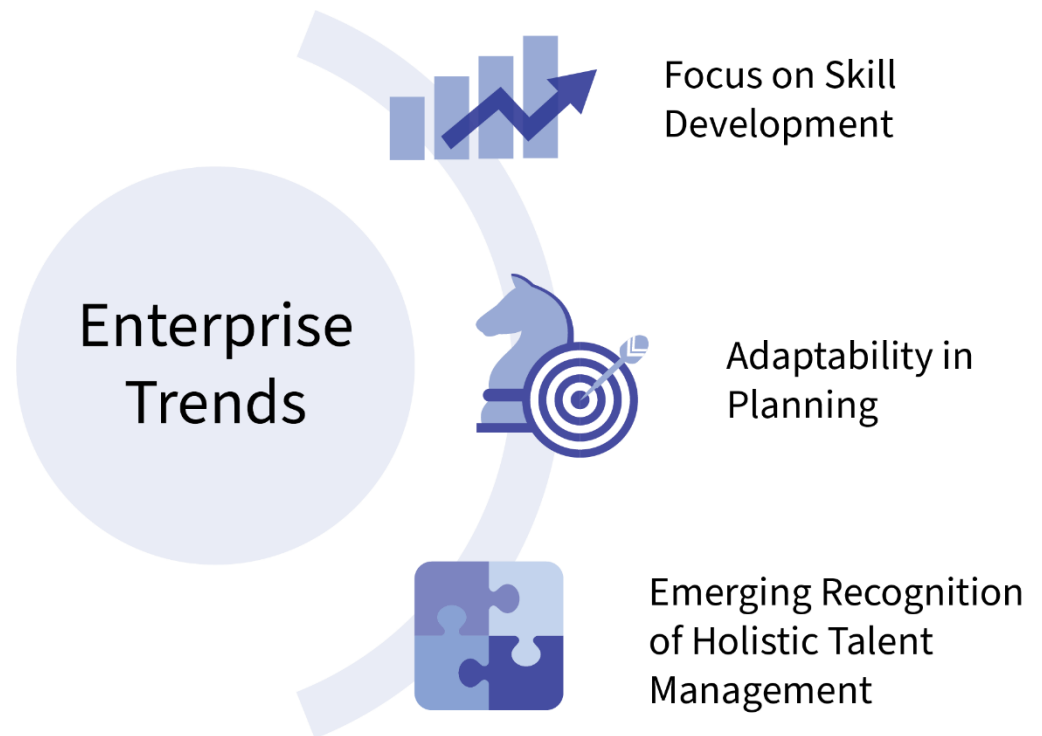 Enterprise
Trends
Focus on Skill
Development
Adaptability in
Planning
Emerging Recognition
of Holistic Talent
Management